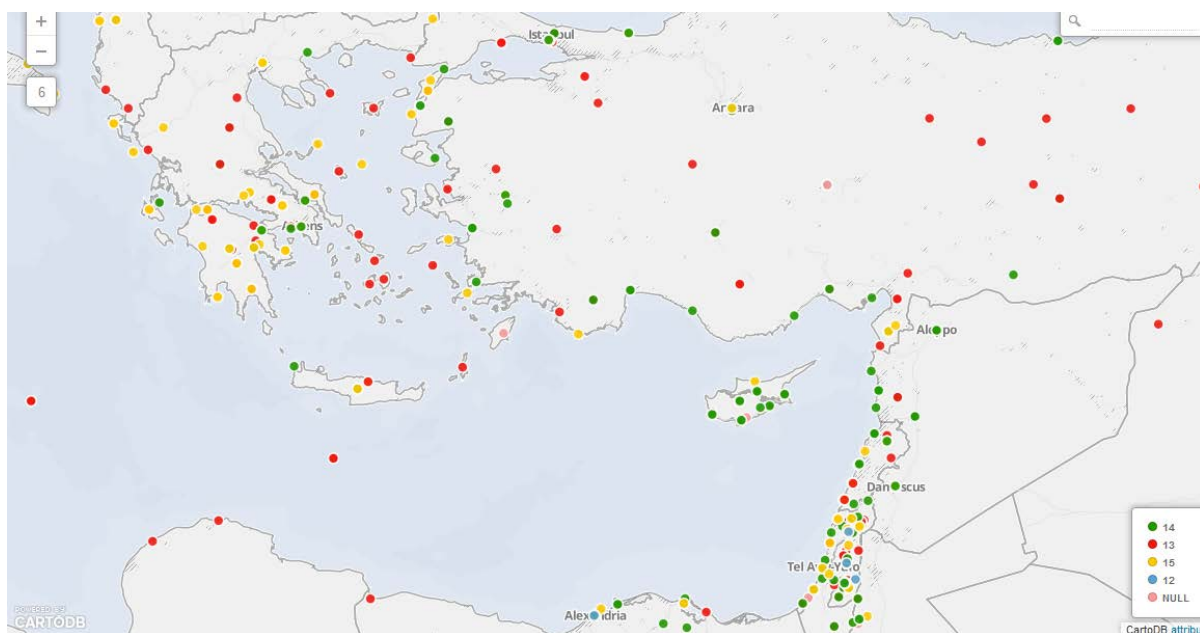 +
−
6
Istanbul
Ankara
Athens
Aleppo
Damascus
Tel Aviv-Yafo
Alexandria
14
13
15
12
NULL
POWERED BY
CARTODB
CartoDB attribu